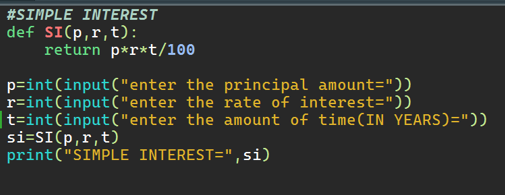 #SIMPLE INTEREST
def SI(p,r,t):
    return p*r*t/100

p=int(input("enter the principal amount="))
r=int(input("enter the rate of interest="))
t=int(input("enter the amount of time(IN YEARS)="))
si=SI(p,r,t)
print("SIMPLE INTEREST=",si)